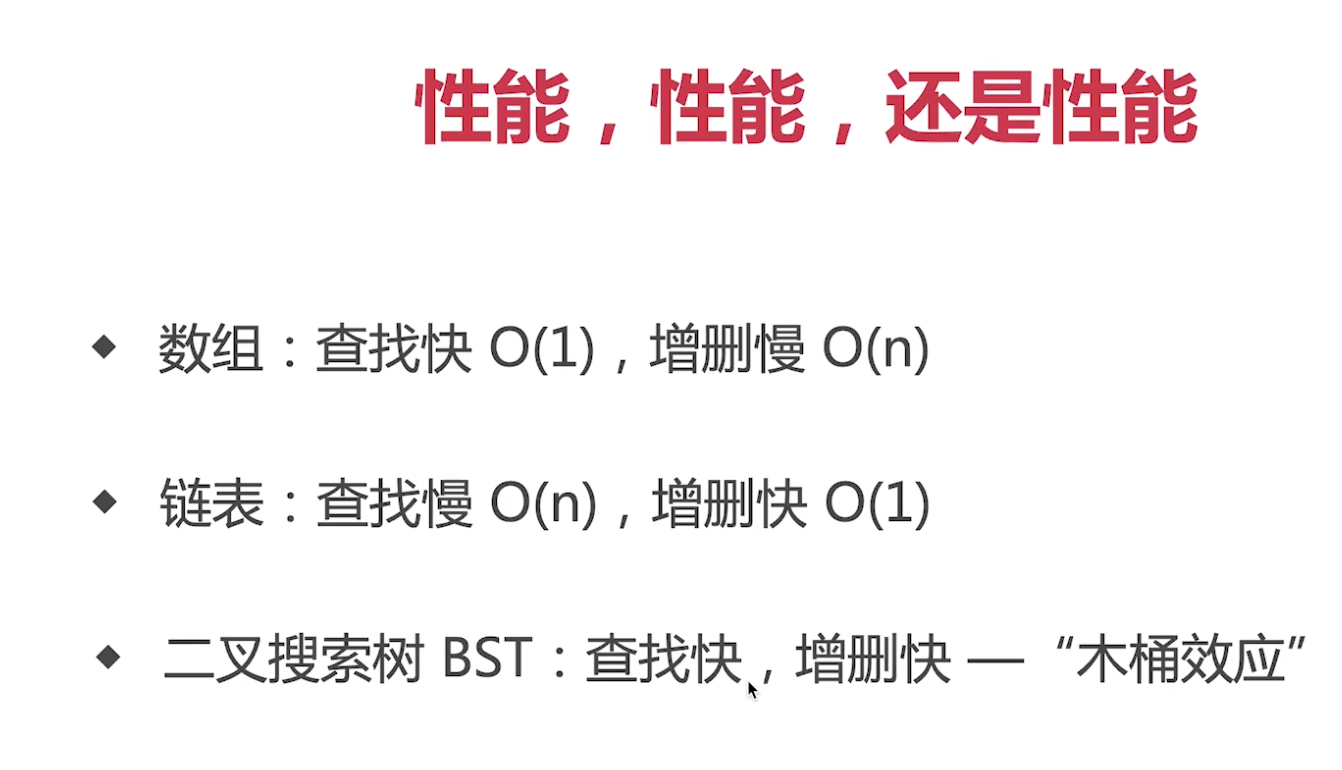 性能，性能，还是性能
◆ 数组：查找快 O(1)，增删慢 O(n)
◆ 链表：查找慢 O(n)，增删快 O(1)
◆ 二叉搜索树 BST：查找快，增删快 — “木桶效应”